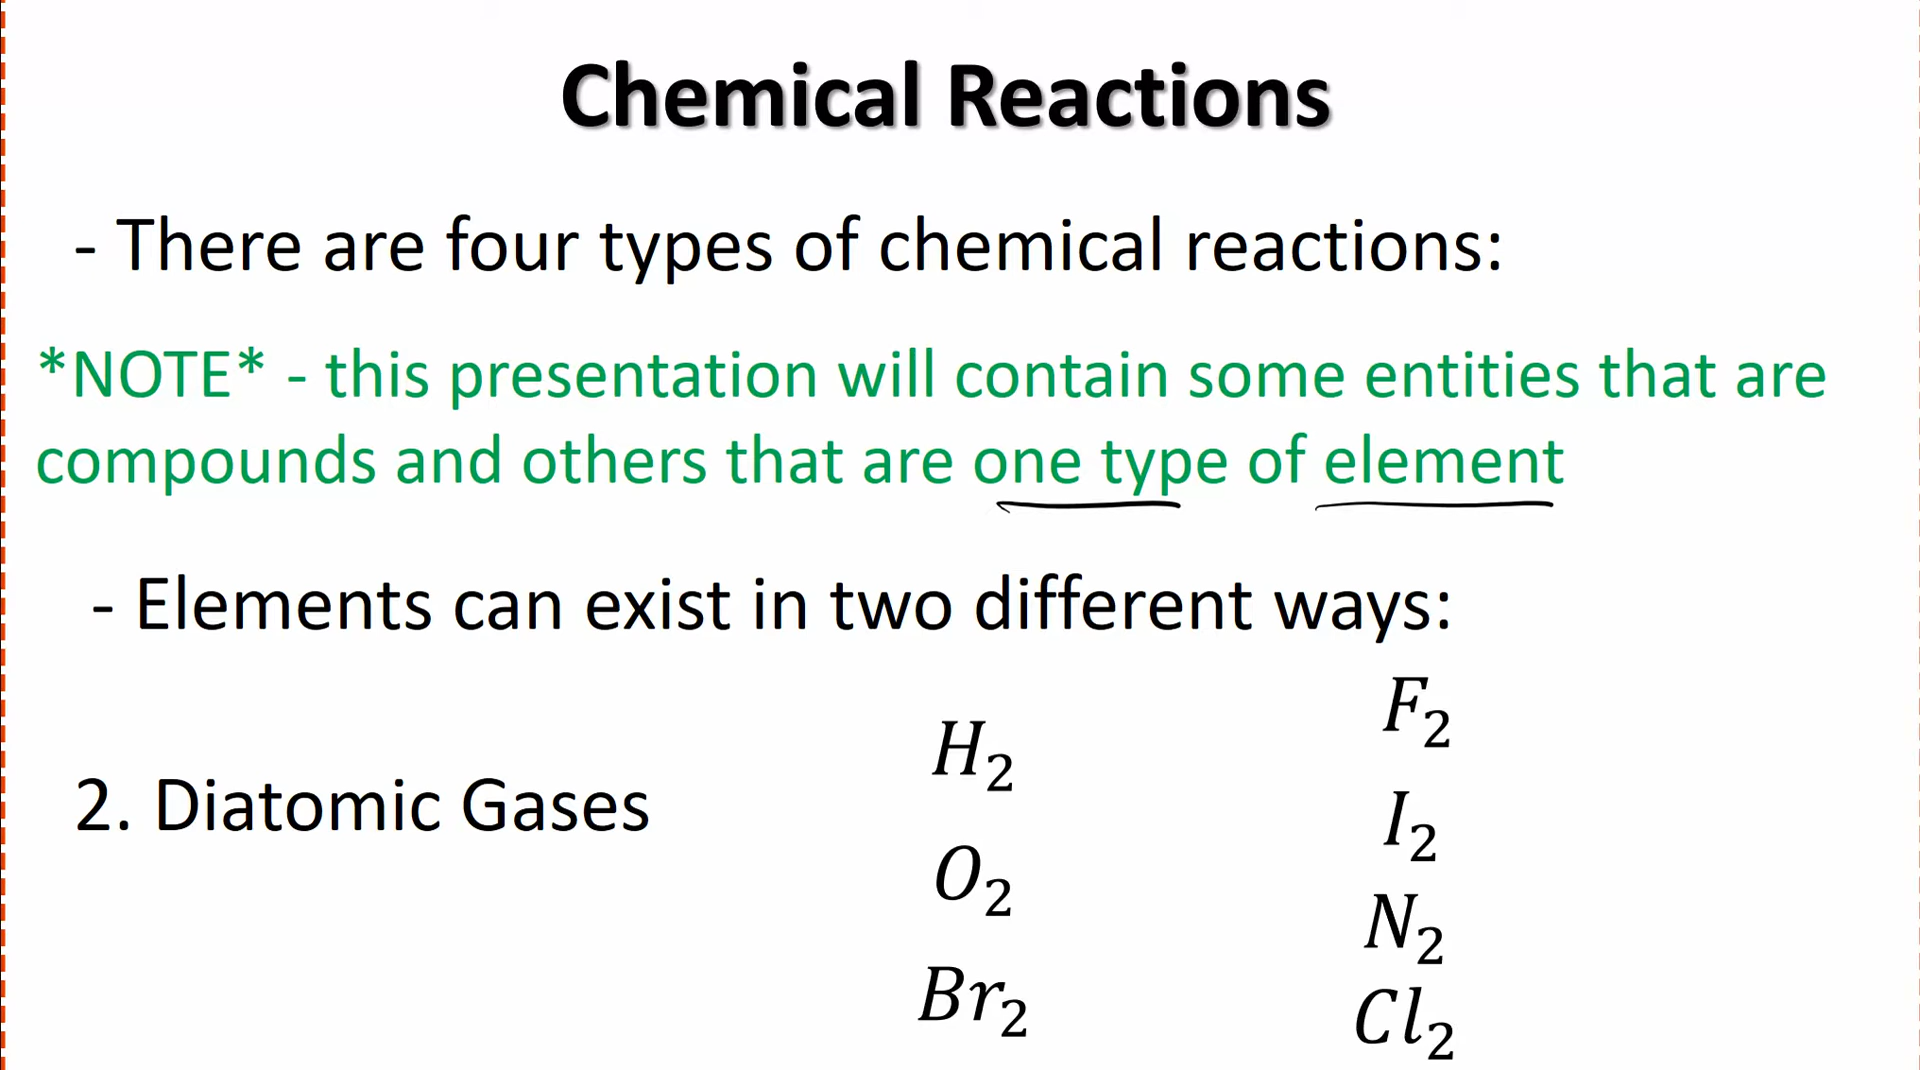 Chemical Reactions
- There are four types of chemical reactions:
*NOTE* - this presentation will contain some entities that are
compounds and others that are one type of element
- Elements can exist in two different ways:
2. Diatomic Gases
H₂
O₂
Br₂
F₂
I₂
N₂
Cl₂